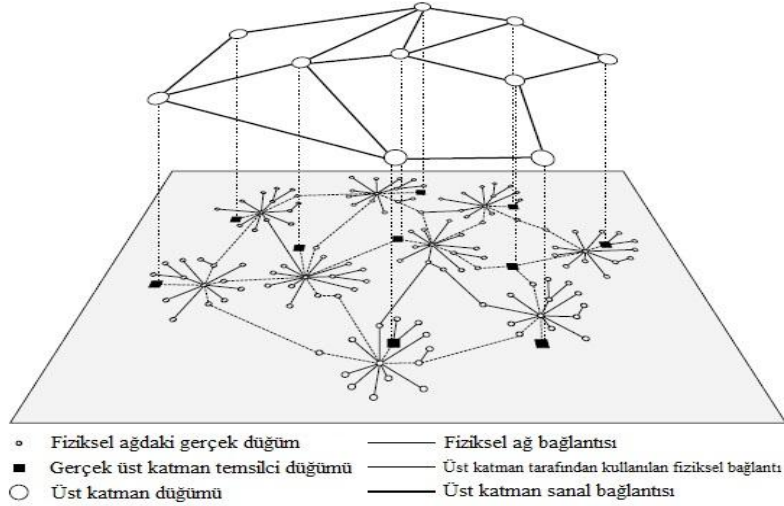 Fiziksel ağdaki gerçek düğüm
Fiziksel ağ bağlantısı
Gerçek üst katman temsilci düğümü
Üst katman tarafından kullanılan fiziksel bağlantı
Üst katman düğümü
Üst katman sanal bağlantısı